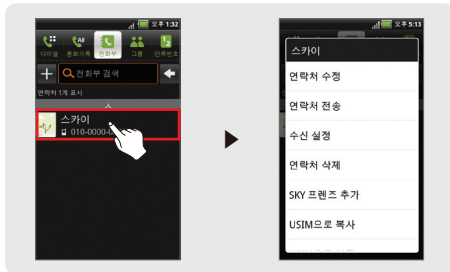 오후 1:32
다이얼 통화기록 전화부 그룹 단축번호
전화부 검색
연락처 1개 표시
ㅅ
스카이
010-0000-0
오후 5:13
스카이
연락처 수정
연락처 전송
수신 설정
연락처 삭제
SKY 프렌즈 추가
USIM으로 복사